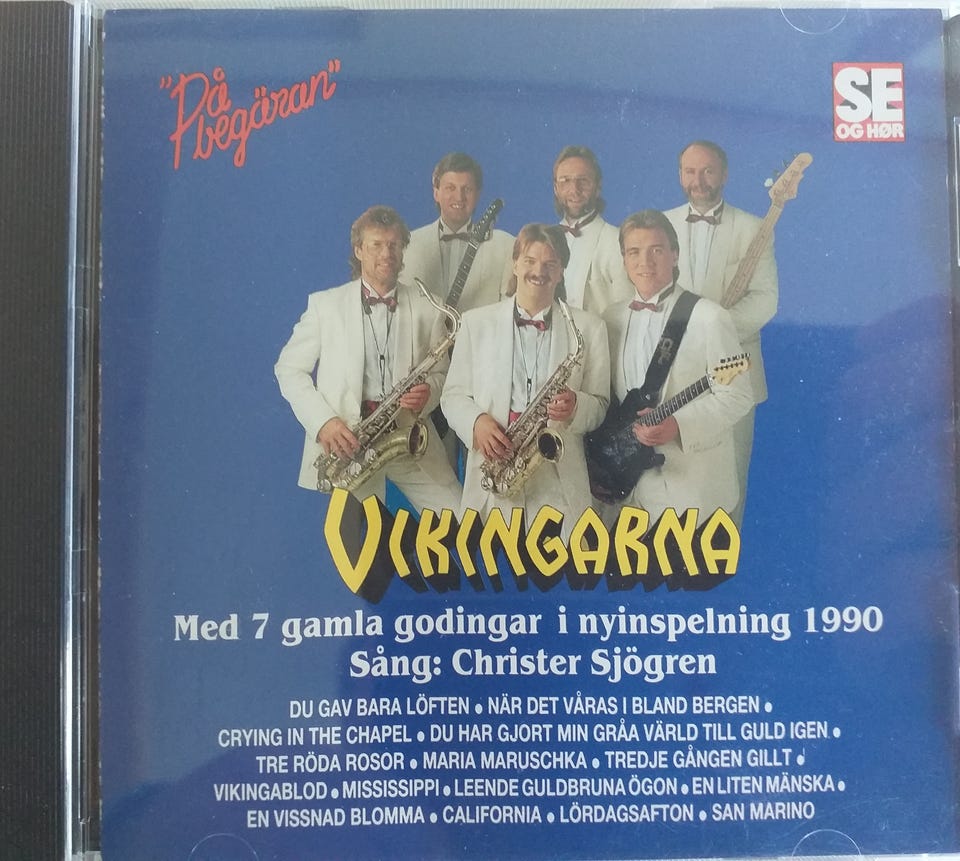 "På
begäran"
SE
OG HØR
VIKINGARNA
Med 7 gamla godingar i nyinspelning 1990
Sång: Christer Sjögren
DU GAV BARA LÖFTEN • NÄR DET VÅRAS I BLAND BERGEN •
CRYING IN THE CHAPEL • DU HAR GJORT MIN GRÅA VÄRLD TILL GULD IGEN •
TRE RÖDA ROSOR • MARIA MARUSCHKA • TREDJE GÅNGEN GILLT •
VIKINGABLOD • MISSISSIPPI • LEENDE GULDBRUNA ÖGON • EN LITEN MÄNSKA •
EN VISSNAD BLOMMA • CALIFORNIA • LÖRDAGSAFTON • SAN MARINO